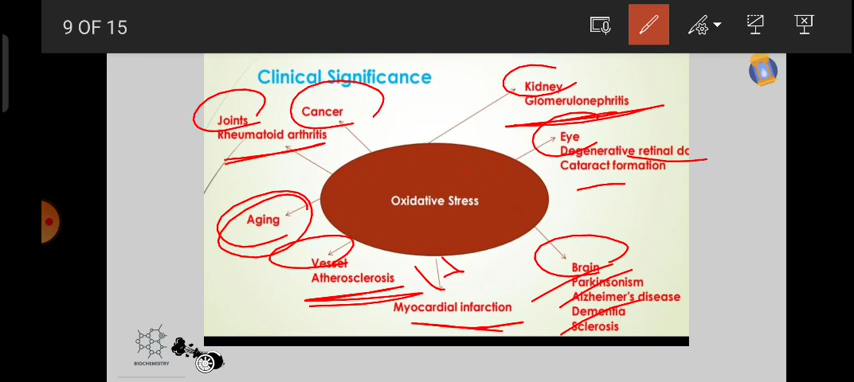 9 OF 15
Clinical Significance
Kidney
Glomerulonephritis
Cancer
Joints
Rheumatoid arthritis
Eye
Degenerative retinal
Cataract formation
Oxidative Stress
Aging
Vessel
Atherosclerosis
Brain
Parkinsonism
Alzheimer's disease
Dementia
Sclerosis
Myocardial infarction
BIOCHEMISTRY